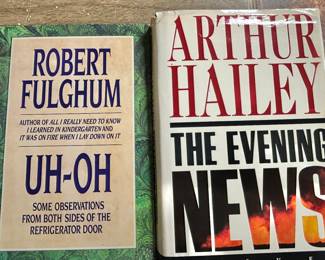 ROBERT
FULGHUM
AUTHOR OF ALL I REALLY NEED TO KNOW
I LEARNED IN KINDERGARTEN AND
IT WAS ON FIRE WHEN I LAY DOWN ON IT
UH-OH
SOME OBSERVATIONS
FROM BOTH SIDES OF THE
REFRIGERATOR DOOR
ARTHUR
HAILEY
THE EVENING
NEWS